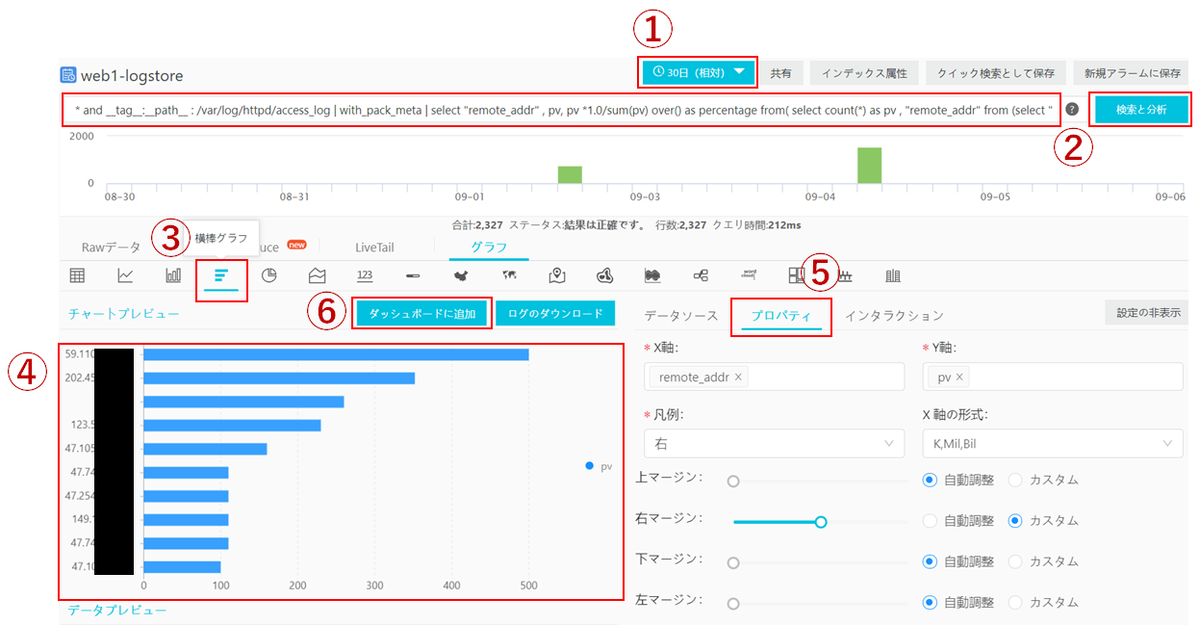 ①
web1-logstore
30日（相対）
共有
インデックス属性
クイック検索として保存
新規アラームに保存
* and __tag__:__path__ : /var/log/httpd/access_log | with_pack_meta | select "remote_addr" , pv, pv *1.0/sum(pv) over() as percentage from( select count(*) as pv , "remote_addr" from (select "
?
検索と分析
②
2000
0
08-30
08-31
09-01
09-03
09-04
09-05
09-06
合計:2,327 ステータス:結果は正確です。 行数:2,327 クエリ時間:212ms
③
横棒グラフ
Rawデータ
uce
new
LiveTail
グラフ
123
word
⑤
⑥
チャートプレビュー
ダッシュボードに追加
ログのダウンロード
データソース
プロパティ
インタラクション
設定の非表示
④
59.110
202.45
123.5
47.105
47.74
47.254
149.1
47.74
47.10
0
100
200
300
400
500
pv
データプレビュー
* X軸:
remote_addr ×
* Y軸:
pv ×
* 凡例:
右
X 軸の形式:
K,Mil,Bil
上マージン:
自動調整
カスタム
右マージン:
自動調整
カスタム
下マージン:
自動調整
カスタム
左マージン:
自動調整
カスタム